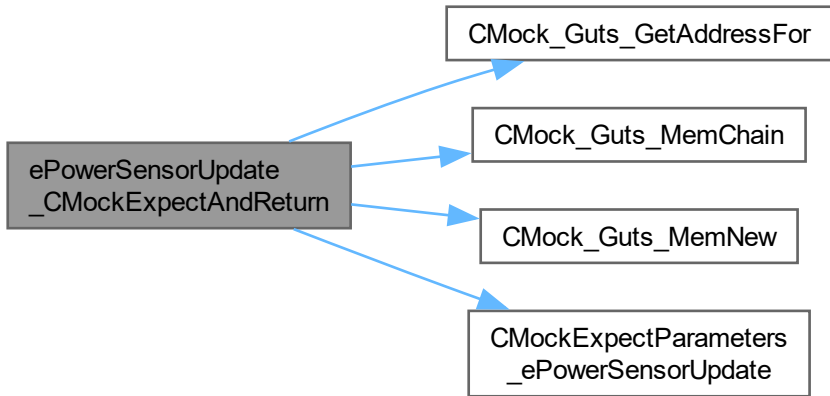 CMock_Guts_GetAddressFor
CMock_Guts_MemChain
ePowerSensorUpdate
_CMockExpectAndReturn
CMock_Guts_MemNew
CMockExpectParameters
_ePowerSensorUpdate